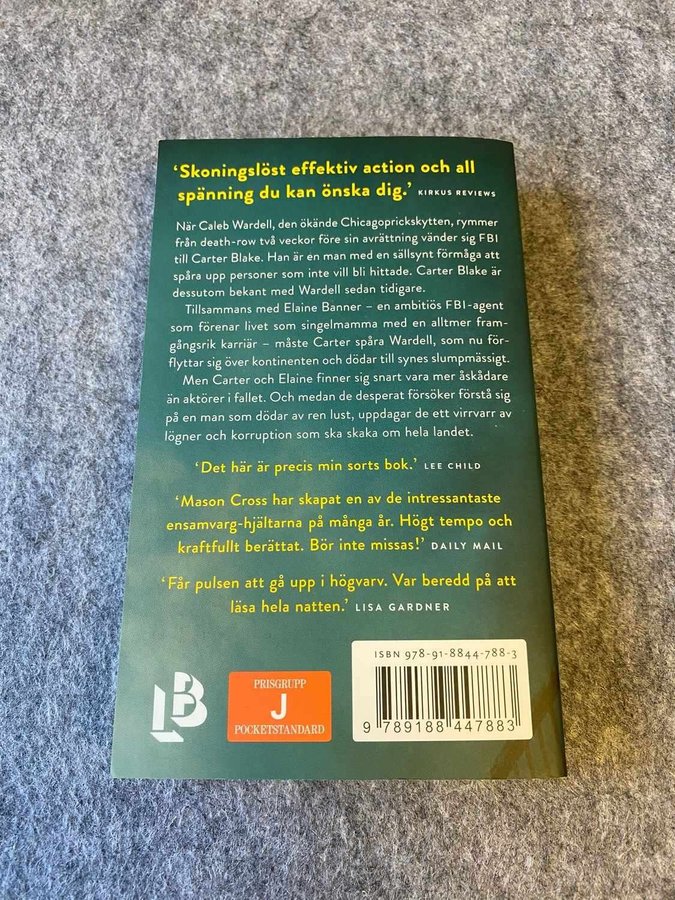 ‘Skoningslöst effektiv action och all
spänning du kan önska dig.’ KIRKUS REVIEWS
När Caleb Wardell, den ökände Chicagoprickskytten, rymmer
från death-row två veckor före sin avrättning vänder sig FBI
till Carter Blake. Han är en man med en sällsynt förmåga att
spåra upp personer som inte vill bli hittade. Carter Blake är
dessutom bekant med Wardell sedan tidigare.
Tillsammans med Elaine Banner – en ambitiös FBI-agent
som förenar livet som singelmamma med en alltmer fram-
gångsrik karriär – måste Carter spåra Wardell, som nu för-
flyttar sig över kontinenten och dödar till synes slumpmässigt.
Men Carter och Elaine finner sig snart vara mer åskådare
än aktörer i fallet. Och medan de desperat försöker förstå sig
på en man som dödar av ren lust, uppdagar de ett virrvarr av
lögner och korruption som ska skaka om hela landet.
‘Det här är precis min sorts bok.’ LEE CHILD
‘Mason Cross har skapat en av de intressantaste
ensamvarg-hjältarna på många år. Högt tempo och
kraftfullt berättat. Bör inte missas!’ DAILY MAIL
‘Får pulsen att gå upp i högvarv. Var beredd på att
läsa hela natten.’ LISA GARDNER
ISBN 978-91-8844-788-3
LB
PRISGRUPP
J
POCKETSTANDARD
9 789188 447883